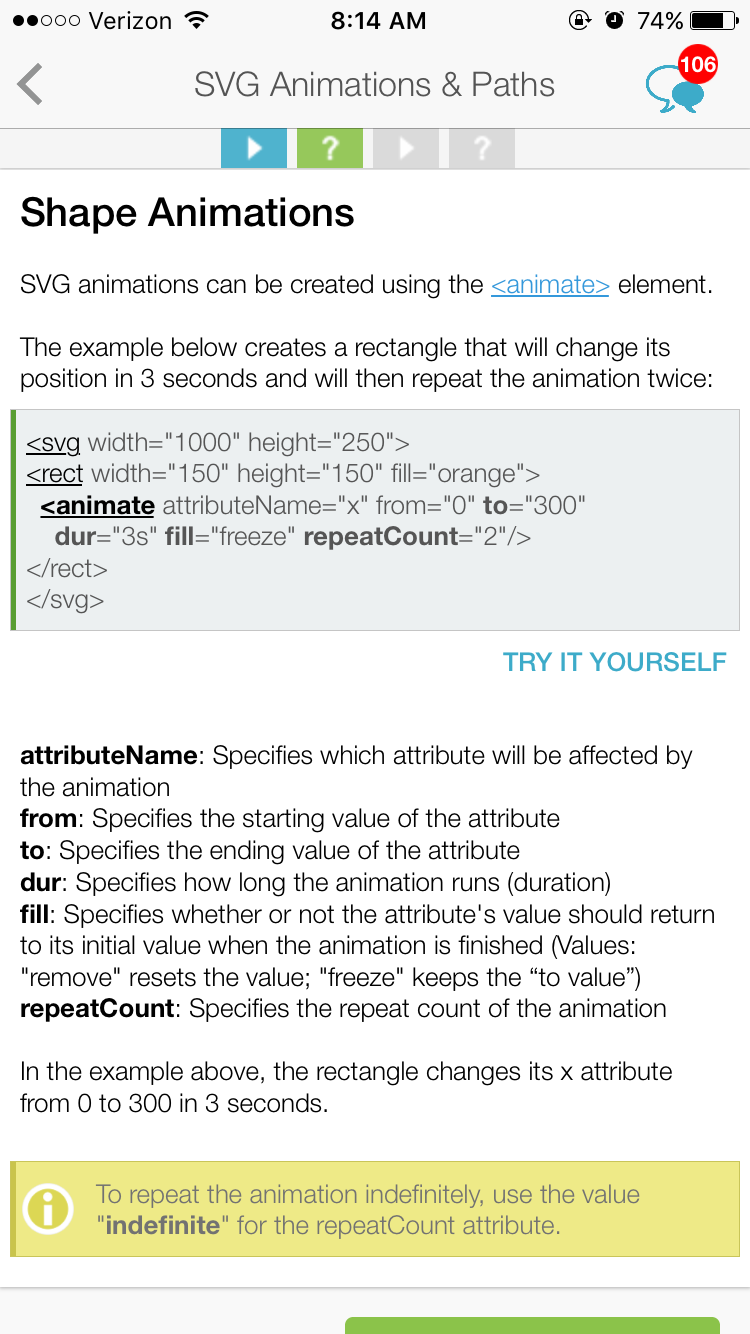 Verizon 8:14 AM 74%
SVG Animations & Paths 106
? ?
Shape Animations
SVG animations can be created using the <animate> element.
The example below creates a rectangle that will change its
position in 3 seconds and will then repeat the animation twice:
<svg width="1000" height="250">
<rect width="150" height="150" fill="orange">
<animate attributeName="x" from="0" to="300"
dur="3s" fill="freeze" repeatCount="2"/>
</rect>
</svg>
TRY IT YOURSELF
attributeName: Specifies which attribute will be affected by
the animation
from: Specifies the starting value of the attribute
to: Specifies the ending value of the attribute
dur: Specifies how long the animation runs (duration)
fill: Specifies whether or not the attribute's value should return
to its initial value when the animation is finished (Values:
"remove" resets the value; "freeze" keeps the “to value”)
repeatCount: Specifies the repeat count of the animation
In the example above, the rectangle changes its x attribute
from 0 to 300 in 3 seconds.
To repeat the animation indefinitely, use the value
"indefinite" for the repeatCount attribute.